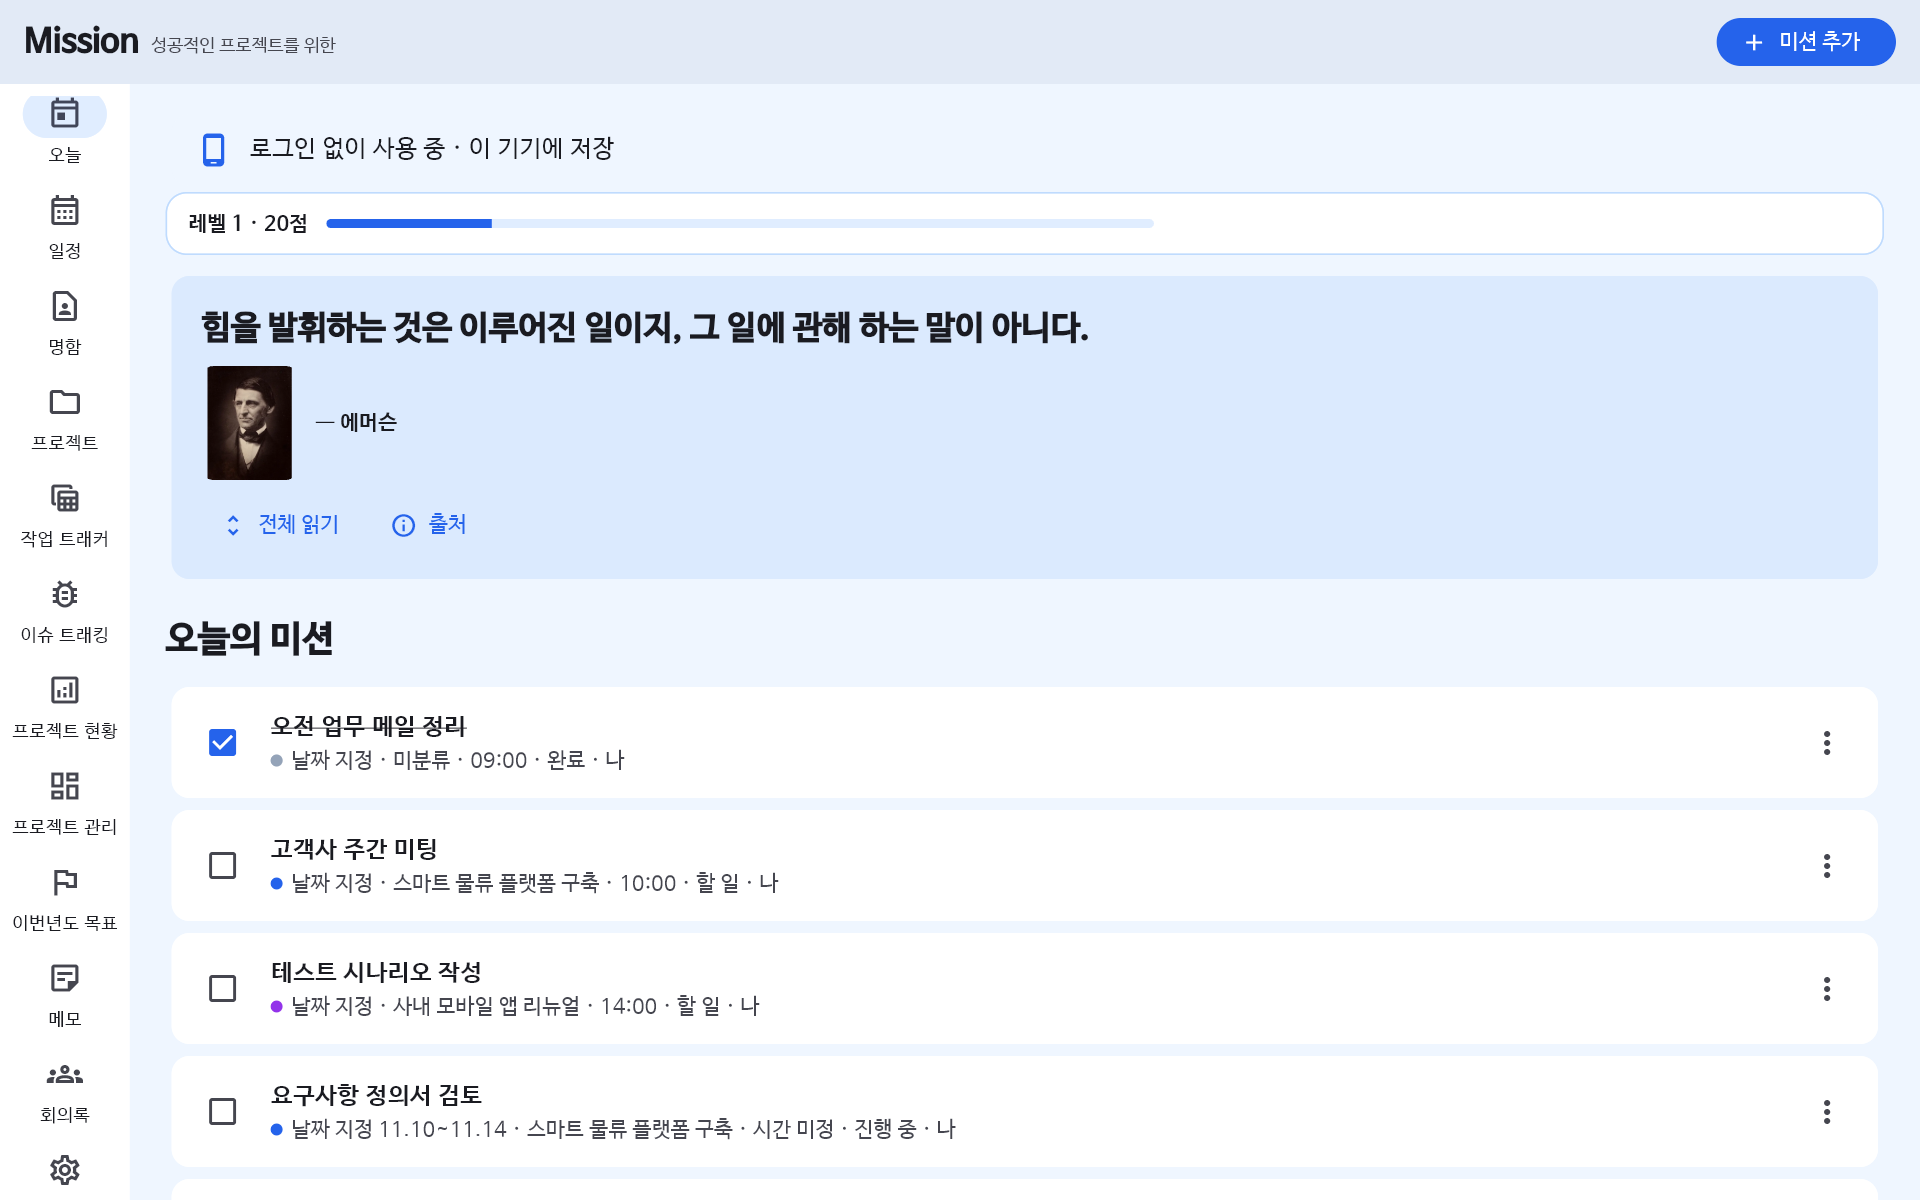 Mission 성공적인 프로젝트를 위한
미션 추가
오늘
일정
명함
프로젝트
작업 트래커
이슈 트래킹
프로젝트 현황
프로젝트 관리
이번년도 목표
메모
회의록
로그인 없이 사용 중 · 이 기기에 저장
레벨 1 · 20점
힘을 발휘하는 것은 이루어진 일이지, 그 일에 관해 하는 말이 아니다.
— 에머슨
전체 읽기
출처
오늘의 미션
오전 업무 메일 정리
날짜 지정 · 미분류 · 09:00 · 완료 · 나
고객사 주간 미팅
날짜 지정 · 스마트 물류 플랫폼 구축 · 10:00 · 할 일 · 나
테스트 시나리오 작성
날짜 지정 · 사내 모바일 앱 리뉴얼 · 14:00 · 할 일 · 나
요구사항 정의서 검토
날짜 지정 11.10~11.14 · 스마트 물류 플랫폼 구축 · 시간 미정 · 진행 중 · 나